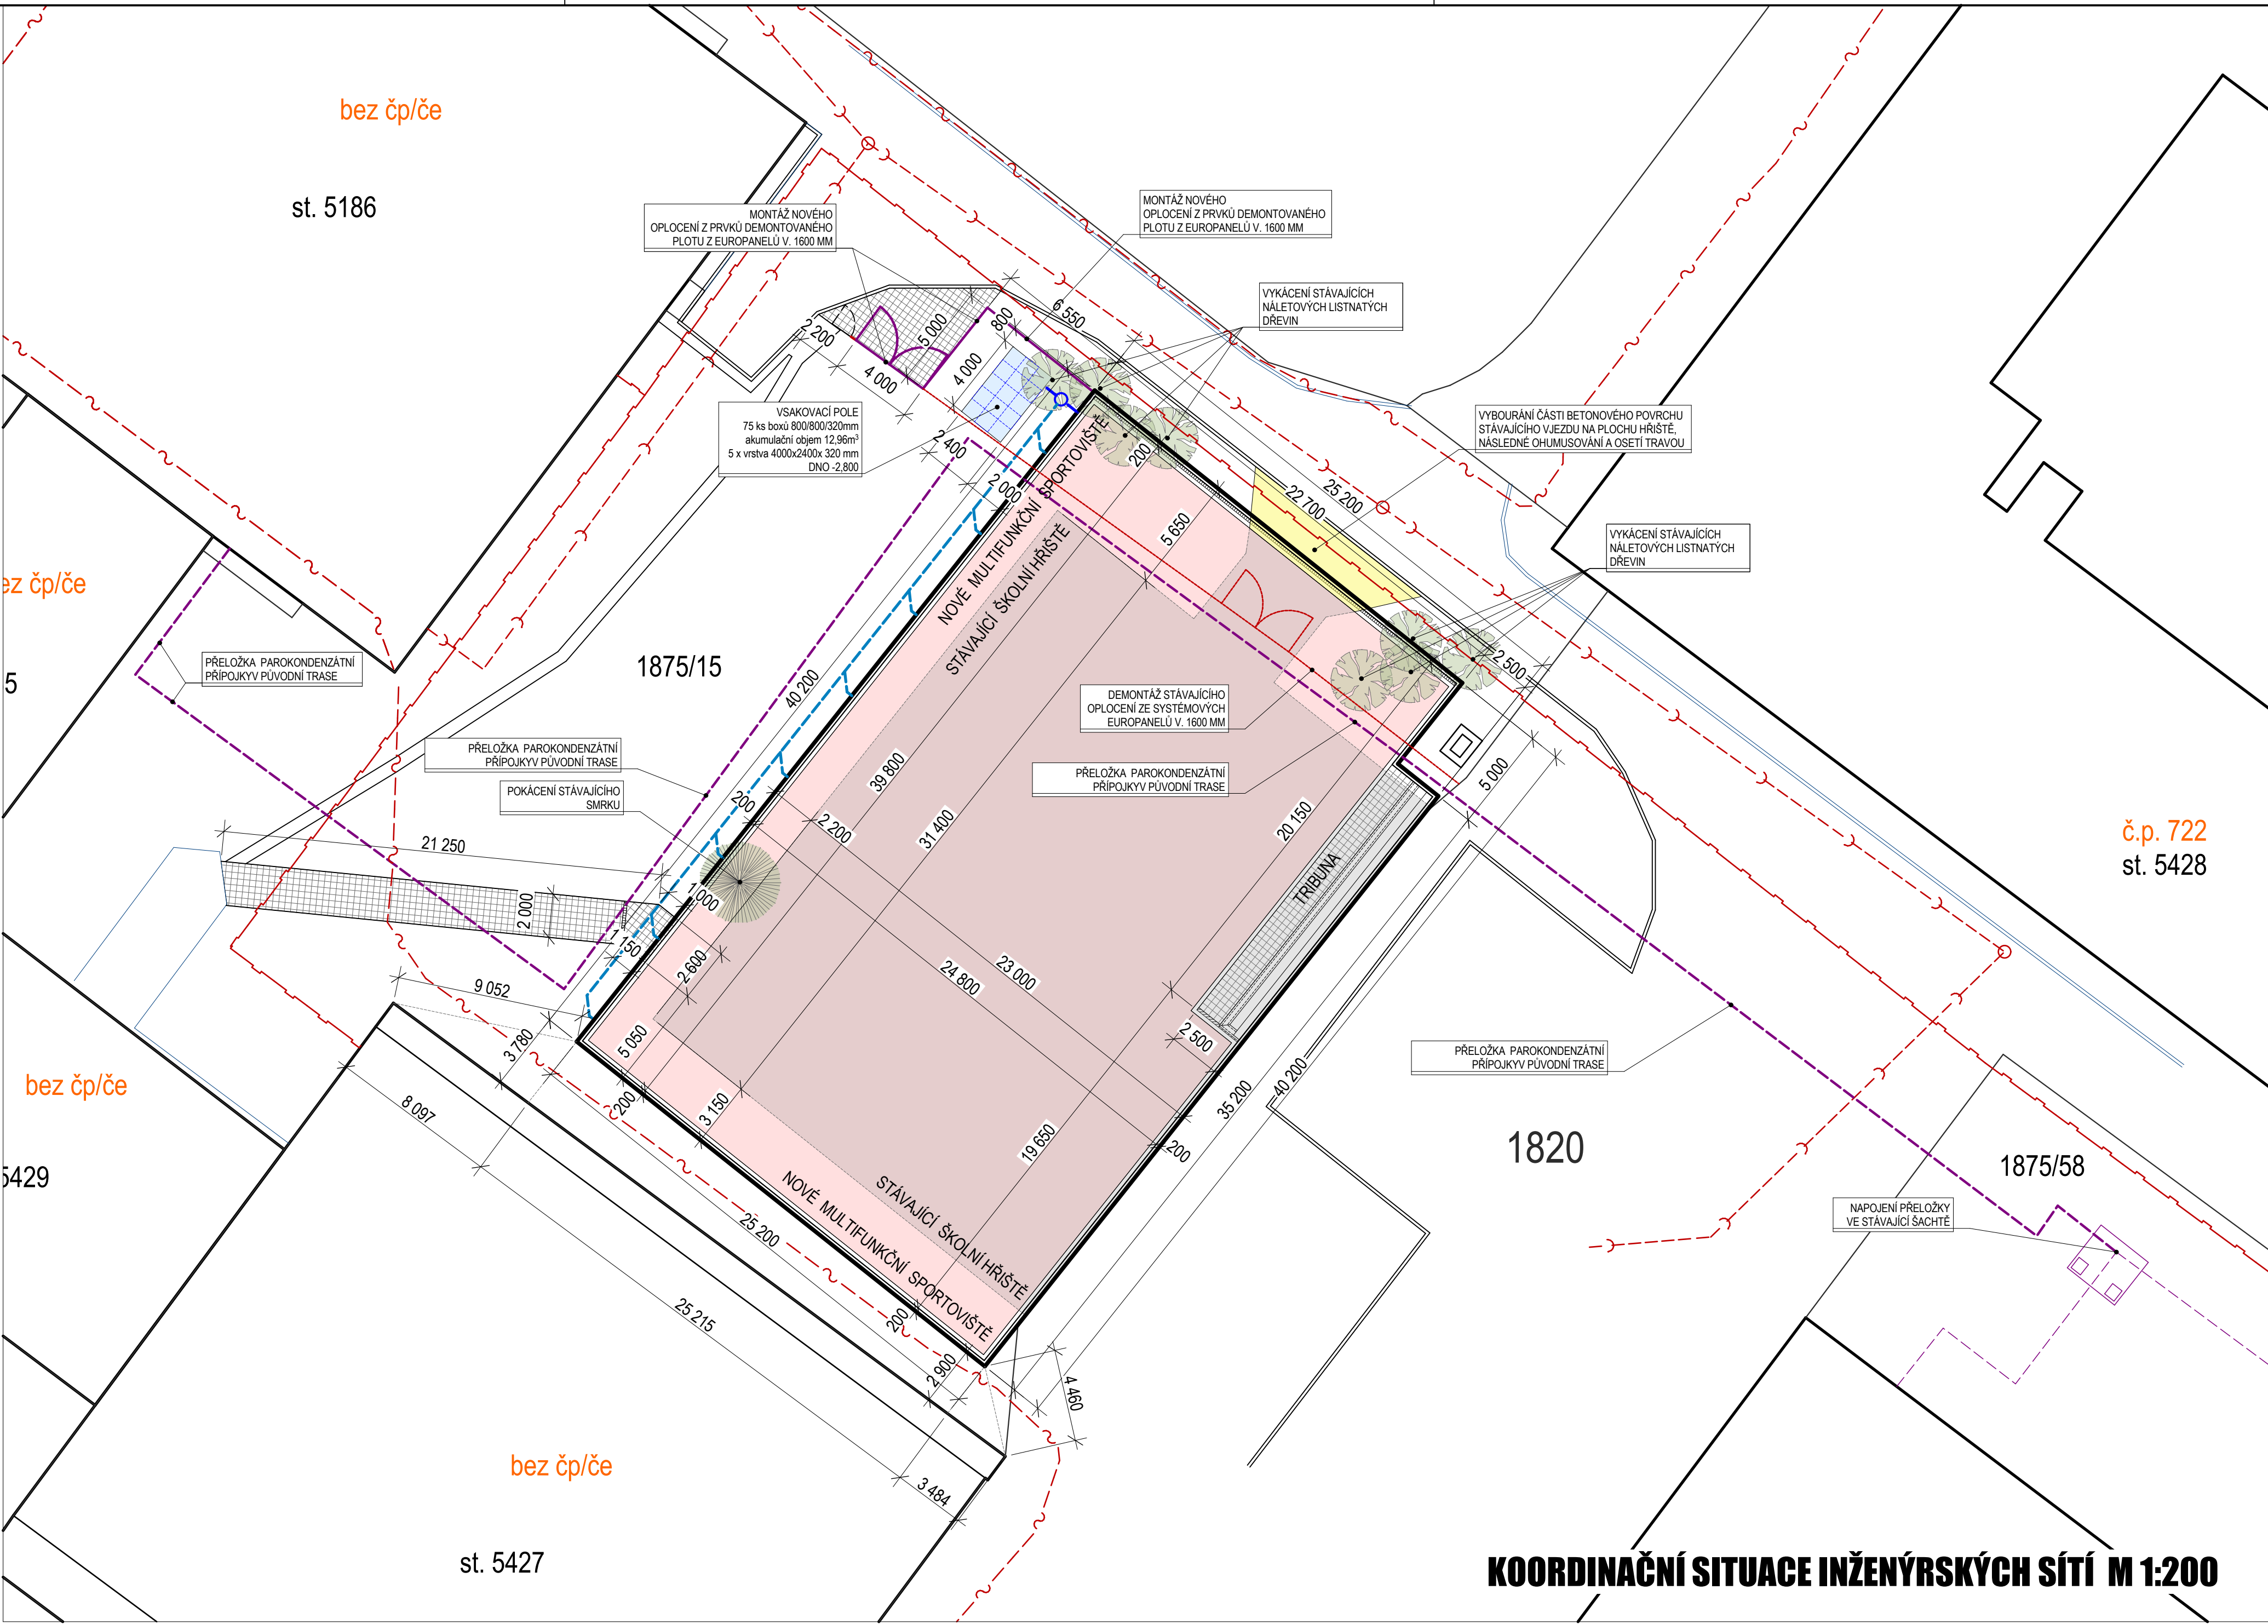 bez čp/če
st. 5186
MONTÁŽ NOVÉHO
OPLOCENÍ Z PRVKŮ DEMONTOVANÉHO
PLOTU Z EUROPANELŮ V. 1600 MM
MONTÁŽ NOVÉHO
OPLOCENÍ Z PRVKŮ DEMONTOVANÉHO
PLOTU Z EUROPANELŮ V. 1600 MM
VYKÁCENÍ STÁVAJÍCÍCH
NÁLETOVÝCH LISTNATÝCH
DŘEVIN
6 550
800
5 000
2 200
4 000
4 000
VSAKOVACÍ POLE
75 ks boxů 800/800/320mm
akumulační objem 12,96m³
5 x vrstva 4000x2400x 320 mm
DNO -2,800
2 400
2 000
200
VYBOURÁNÍ ČÁSTI BETONOVÉHO POVRCHU
STÁVAJÍCÍHO VJEZDU NA PLOCHU HŘIŠTĚ,
NÁSLEDNÉ OHUMUSOVÁNÍ A OSETÍ TRAVOU
25 200
22 700
5 650
NOVÉ MULTIFUNKČNÍ SPORTOVIŠTĚ
STÁVAJÍCÍ ŠKOLNÍ HŘIŠTĚ
VYKÁCENÍ STÁVAJÍCÍCH
NÁLETOVÝCH LISTNATÝCH
DŘEVIN
ez čp/če
5
PŘELOŽKA PAROKONDENZÁTNÍ
PŘÍPOJKYV PŮVODNÍ TRASE
1875/15
40 200
2 500
DEMONTÁŽ STÁVAJÍCÍHO
OPLOCENÍ ZE SYSTÉMOVÝCH
EUROPANELŮ V. 1600 MM
PŘELOŽKA PAROKONDENZÁTNÍ
PŘÍPOJKYV PŮVODNÍ TRASE
PŘELOŽKA PAROKONDENZÁTNÍ
PŘÍPOJKYV PŮVODNÍ TRASE
POKÁCENÍ STÁVAJÍCÍHO
SMRKU
39 800
200
2 200
31 400
20 150
5 000
TRIBUNA
č.p. 722
st. 5428
21 250
2 000
1 000
1 150
2 600
23 000
24 800
9 052
3 780
5 050
200
3 150
2 500
35 200
40 200
19 650
200
PŘELOŽKA PAROKONDENZÁTNÍ
PŘÍPOJKYV PŮVODNÍ TRASE
bez čp/če
5429
8 097
1820
1875/58
NAPOJENÍ PŘELOŽKY
VE STÁVAJÍCÍ ŠACHTĚ
STÁVAJÍCÍ ŠKOLNÍ HŘIŠTĚ
NOVÉ MULTIFUNKČNÍ SPORTOVIŠTĚ
25 200
25 215
200
2 900
4 460
3 484
bez čp/če
st. 5427
KOORDINAČNÍ SITUACE INŽENÝRSKÝCH SÍTÍ M 1:200